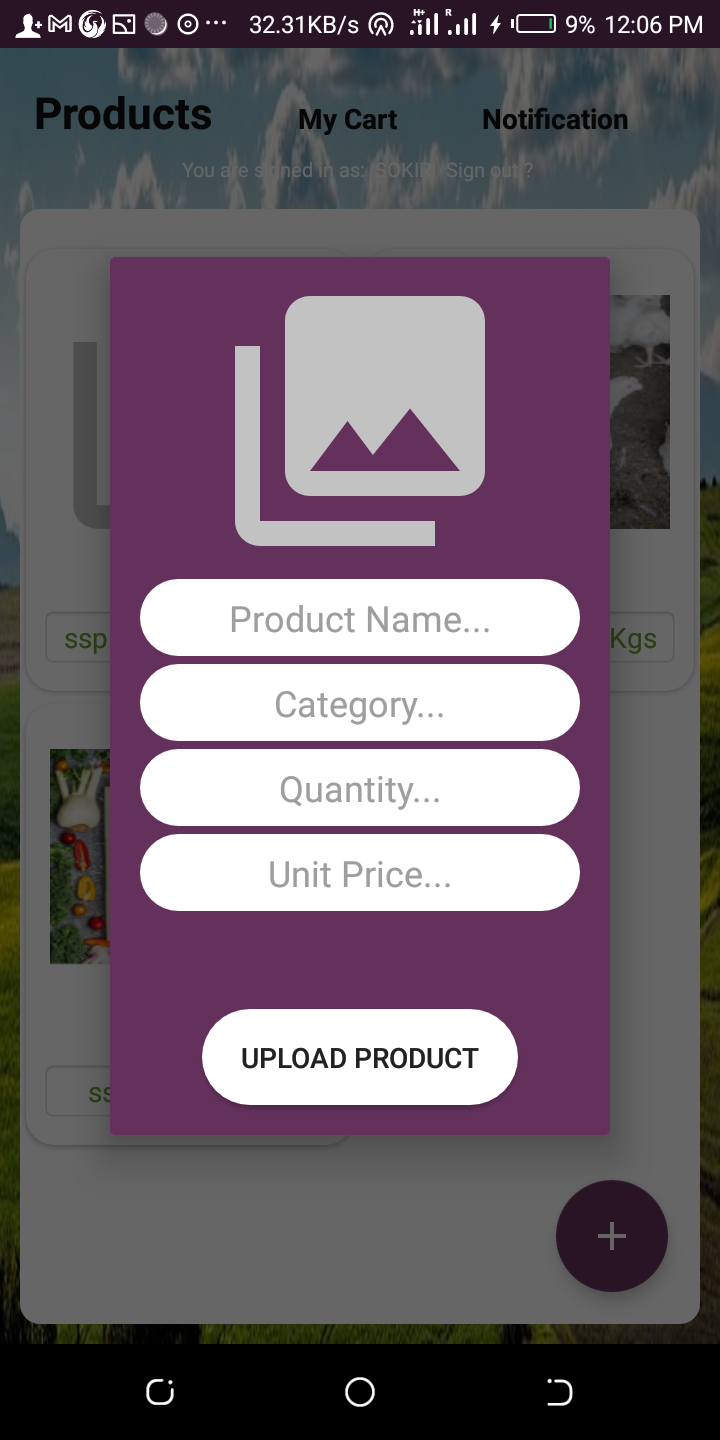 32.31KB/s H+ R 9% 12:06 PM
Products My Cart Notification
You are signed in as: SOKIR Sign out ?
Product Name...
ssp Kgs
Category...
Quantity...
Unit Price...
UPLOAD PRODUCT
ss